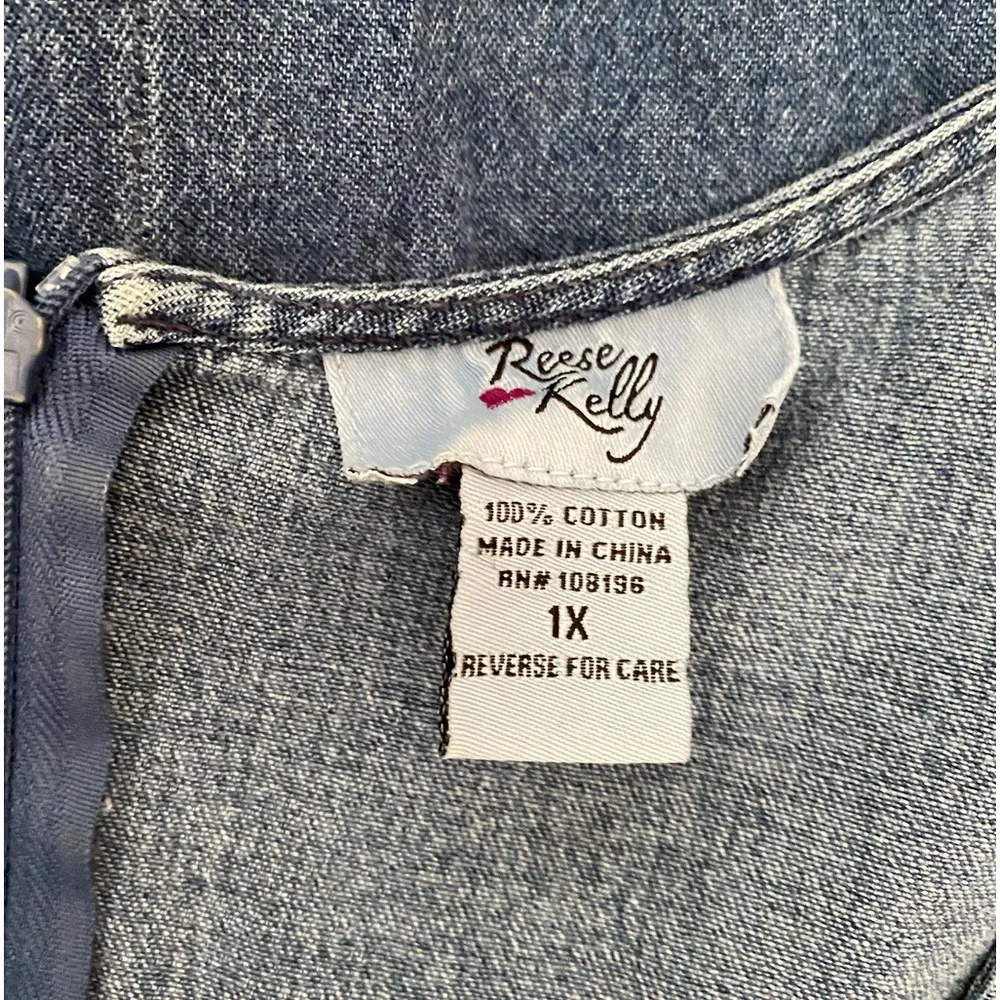 Reese
Kelly
100% COTTON
MADE IN CHINA
RN# 108196
1X
REVERSE FOR CARE